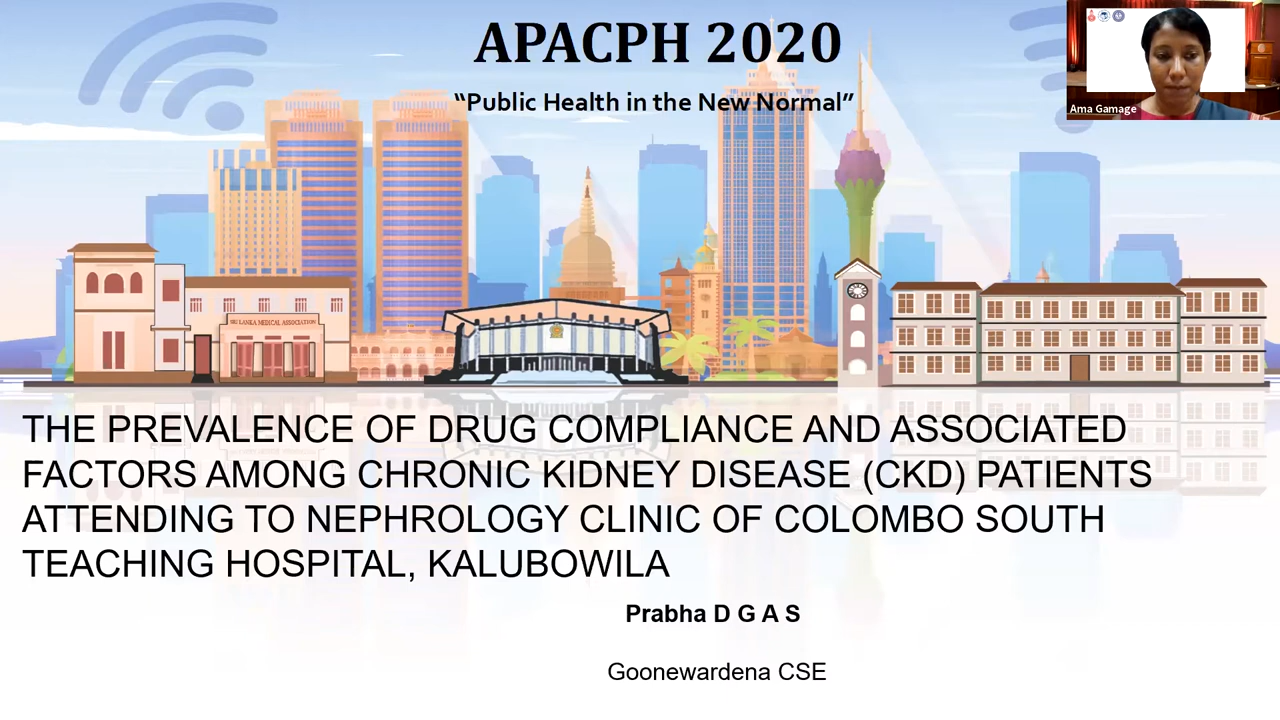 APACPH 2020
“Public Health in the New Normal”
Ama Gamage
SRI LANKA MEDICAL ASSOCIATION
THE PREVALENCE OF DRUG COMPLIANCE AND ASSOCIATED
FACTORS AMONG CHRONIC KIDNEY DISEASE (CKD) PATIENTS
ATTENDING TO NEPHROLOGY CLINIC OF COLOMBO SOUTH
TEACHING HOSPITAL, KALUBOWILA
Prabha D G A S
Goonewardena CSE